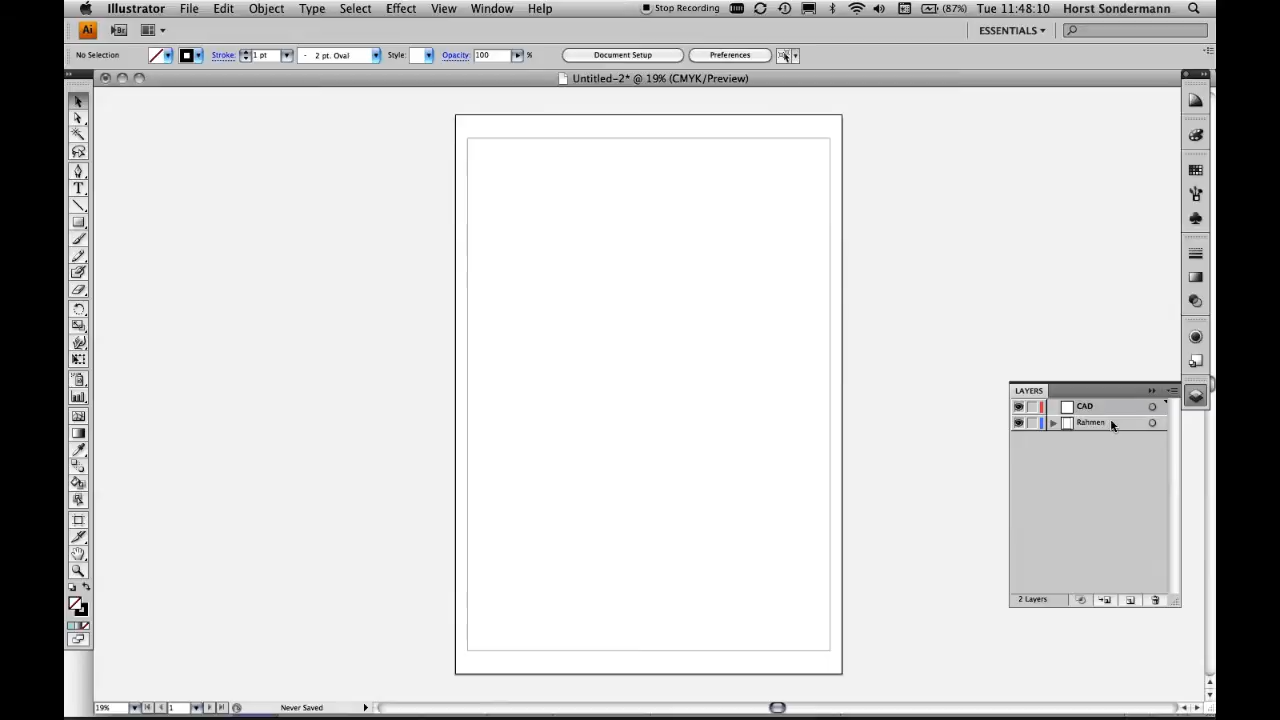 Illustrator File Edit Object Type Select Effect View Window Help Stop Recording (87%) Tue 11:48:10 Horst Sondermann
Ai Br ESSENTIALS
No Selection Stroke: 1 pt - 2 pt. Oval Style: Opacity: 100 % Document Setup Preferences
Untitled-2* @ 19% (CMYK/Preview)
LAYERS
CAD
Rahmen
2 Layers
19% 1 Never Saved